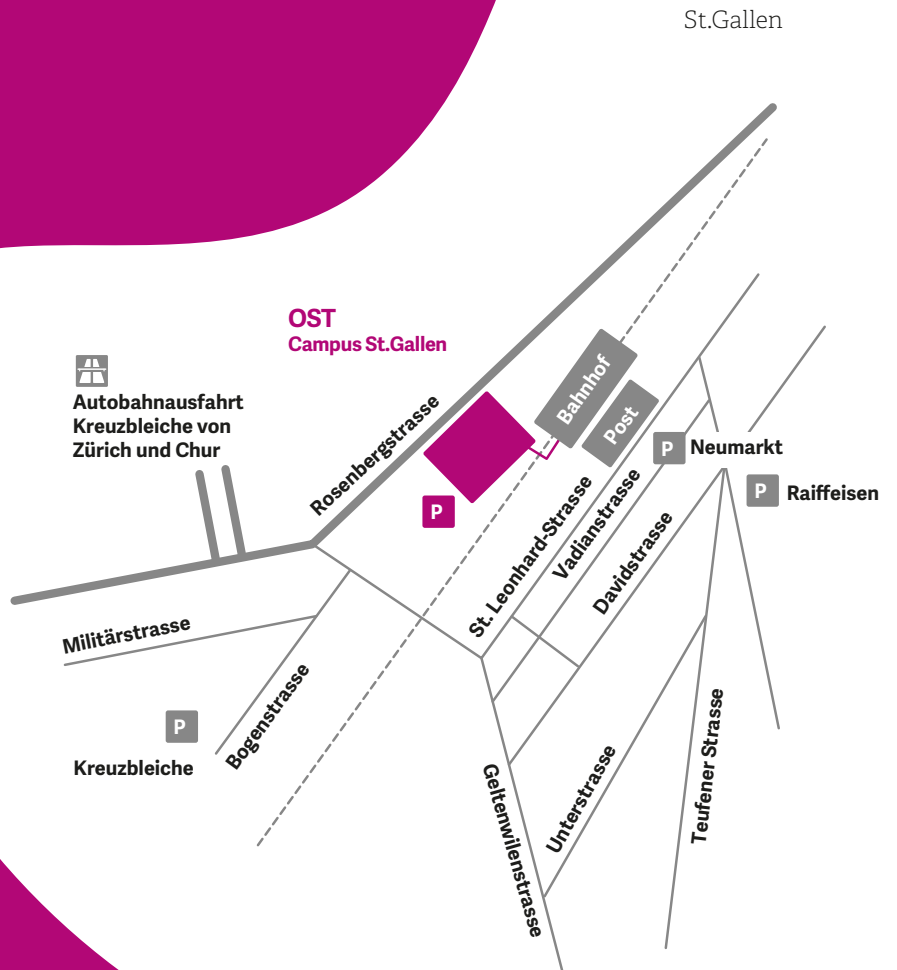 St.Gallen
OST
Campus St.Gallen
Autobahnausfahrt
Kreuzbleiche von
Zürich und Chur
Rosenbergstrasse
Bahnhof
Post
P
Neumarkt
P
Raiffeisen
P
St. Leonhard-Strasse
Vadianstrasse
Davidstrasse
Militärstrasse
Bogenstrasse
P
Kreuzbleiche
Geltenwilenstrasse
Unterstrasse
Teufener Strasse